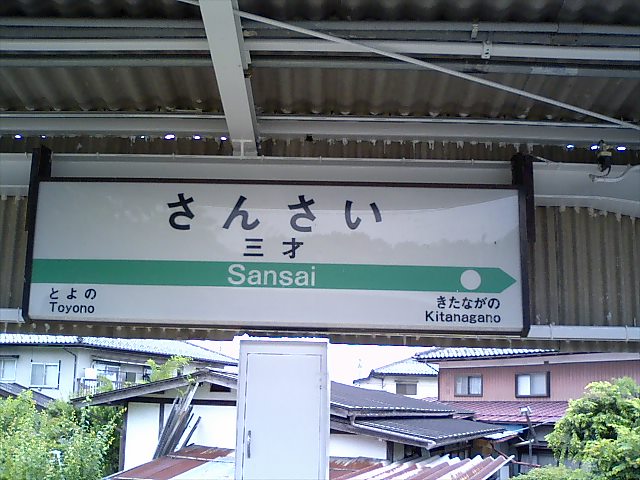 さんさい
三才
Sansai
とよの
Toyono
きたながの
Kitanagano